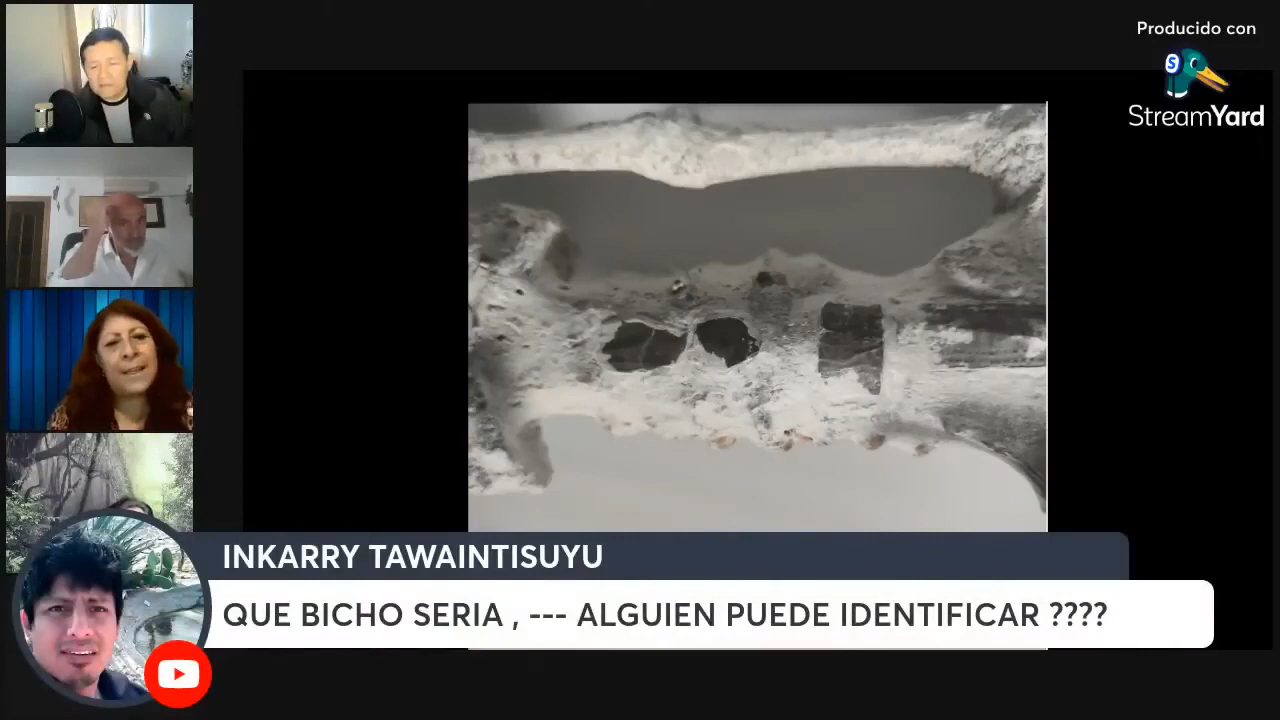 Producido con
StreamYard
INKARRY TAWAINTISUYU
QUE BICHO SERIA , --- ALGUIEN PUEDE IDENTIFICAR ????